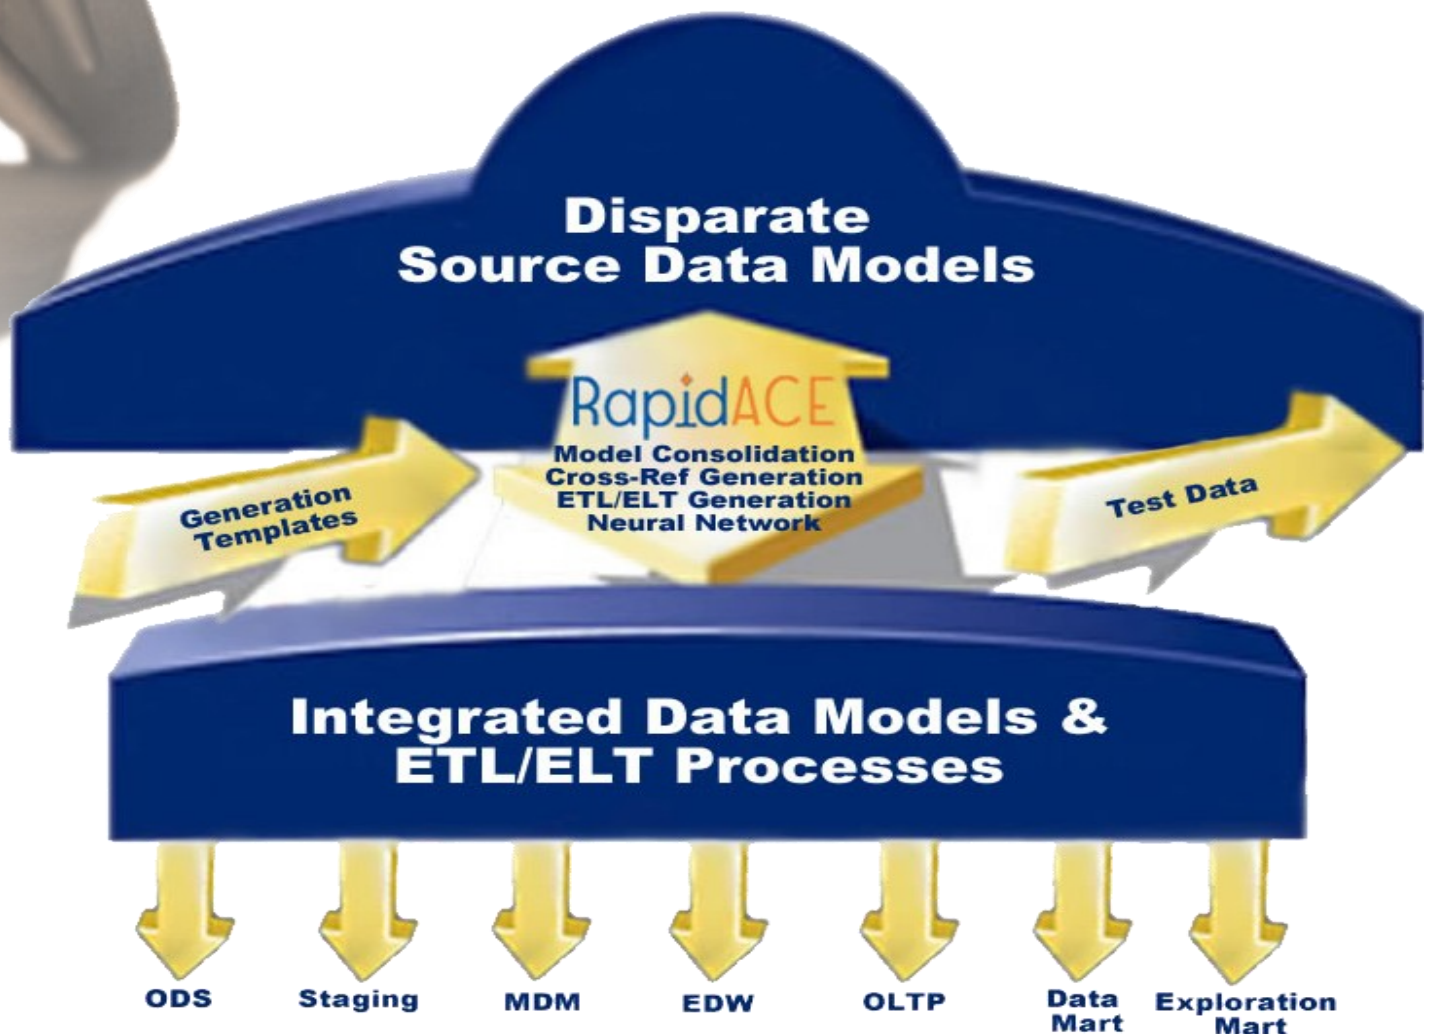 Disparate
Source Data Models
RapidACE
Model Consolidation
Cross-Ref Generation
ETL/ELT Generation
Neural Network
Generation
Templates
Test Data
Integrated Data Models &
ETL/ELT Processes
ODS
Staging
MDM
EDW
OLTP
Data
Mart
Exploration
Mart